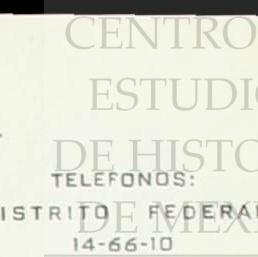 CENTRO
ESTUDI
DE HISTO
TELEFONOS:
ISTRITO FEDERA
DE MEXI
14-66-10